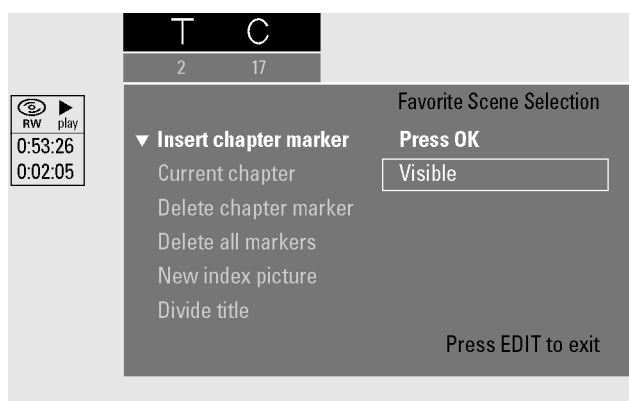 T C
2 17
Favorite Scene Selection
RW play
0:53:26
0:02:05
Insert chapter marker Press OK
Current chapter Visible
Delete chapter marker
Delete all markers
New index picture
Divide title
Press EDIT to exit